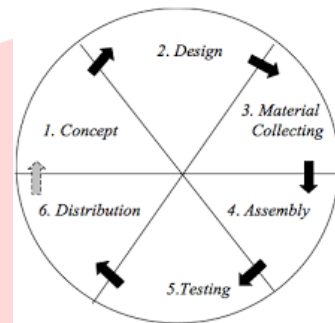 1. Concept
2. Design
3. Material
Collecting
4. Assembly
5.Testing
6. Distribution